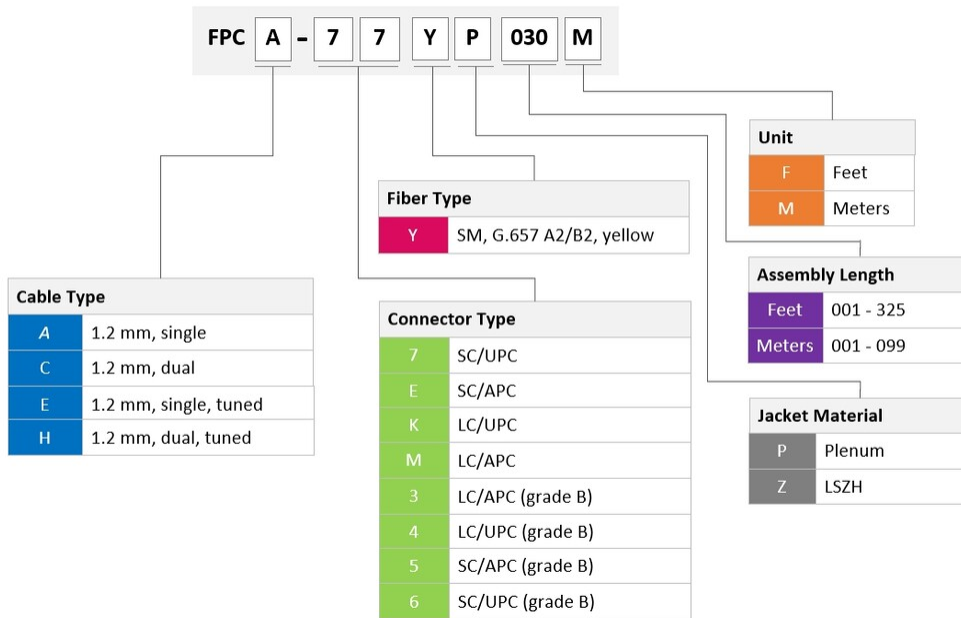 FPC A - 7 7 Y P 030 M
Unit
F Feet
M Meters
Fiber Type
Y SM, G.657 A2/B2, yellow
Assembly Length
Feet 001 - 325
Meters 001 - 099
Cable Type
A 1.2 mm, single
C 1.2 mm, dual
E 1.2 mm, single, tuned
H 1.2 mm, dual, tuned
Connector Type
7 SC/UPC
E SC/APC
K LC/UPC
M LC/APC
3 LC/APC (grade B)
4 LC/UPC (grade B)
5 SC/APC (grade B)
6 SC/UPC (grade B)
Jacket Material
P Plenum
Z LSZH